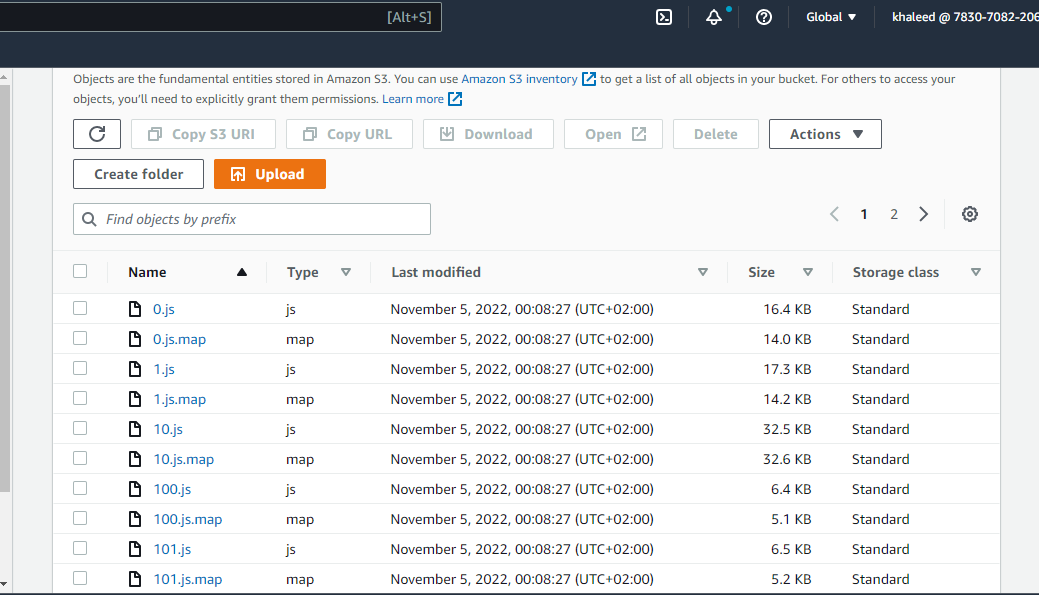 [Alt+S] Global khaleed @ 7830-7082-206
Objects are the fundamental entities stored in Amazon S3. You can use Amazon S3 inventory to get a list of all objects in your bucket. For others to access your
objects, you'll need to explicitly grant them permissions. Learn more
Copy S3 URI Copy URL Download Open Delete Actions
Create folder Upload
Find objects by prefix 1 2
Name Type Last modified Size Storage class
0.js js November 5, 2022, 00:08:27 (UTC+02:00) 16.4 KB Standard
0.js.map map November 5, 2022, 00:08:27 (UTC+02:00) 14.0 KB Standard
1.js js November 5, 2022, 00:08:27 (UTC+02:00) 17.3 KB Standard
1.js.map map November 5, 2022, 00:08:27 (UTC+02:00) 14.2 KB Standard
10.js js November 5, 2022, 00:08:27 (UTC+02:00) 32.5 KB Standard
10.js.map map November 5, 2022, 00:08:27 (UTC+02:00) 32.6 KB Standard
100.js js November 5, 2022, 00:08:27 (UTC+02:00) 6.4 KB Standard
100.js.map map November 5, 2022, 00:08:27 (UTC+02:00) 5.1 KB Standard
101.js js November 5, 2022, 00:08:27 (UTC+02:00) 6.5 KB Standard
101.js.map map November 5, 2022, 00:08:27 (UTC+02:00) 5.2 KB Standard